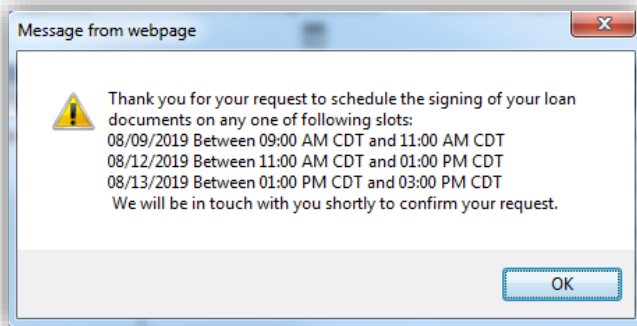 Message from webpage
Thank you for your request to schedule the signing of your loan
documents on any one of following slots:
08/09/2019 Between 09:00 AM CDT and 11:00 AM CDT
08/12/2019 Between 11:00 AM CDT and 01:00 PM CDT
08/13/2019 Between 01:00 PM CDT and 03:00 PM CDT
We will be in touch with you shortly to confirm your request.
OK